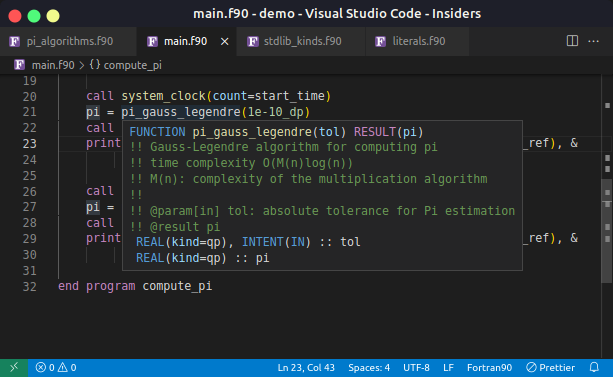 main.f90 - demo - Visual Studio Code - Insiders
pi_algorithms.f90 main.f90 stdlib_kinds.f90 literals.f90
main.f90 > {} compute_pi
19
20 call system_clock(count=start_time)
21 pi = pi_gauss_legendre(1e-10_dp)
22 call
FUNCTION pi_gauss_legendre(tol) RESULT(pi)
23 print _ref), &
!! Gauss-Legendre algorithm for computing pi
24
!! time complexity O(M(n)log(n))
25
!! M(n): complexity of the multiplication algorithm
26 call
!!
27 pi =
!! @param[in] tol: absolute tolerance for Pi estimation
28 call
!! @result pi
29 print _ref), &
REAL(kind=qp), INTENT(IN) :: tol
30
REAL(kind=qp) :: pi
31
32 end program compute_pi
0 0 Ln 23, Col 43 Spaces: 4 UTF-8 LF Fortran90 Prettier